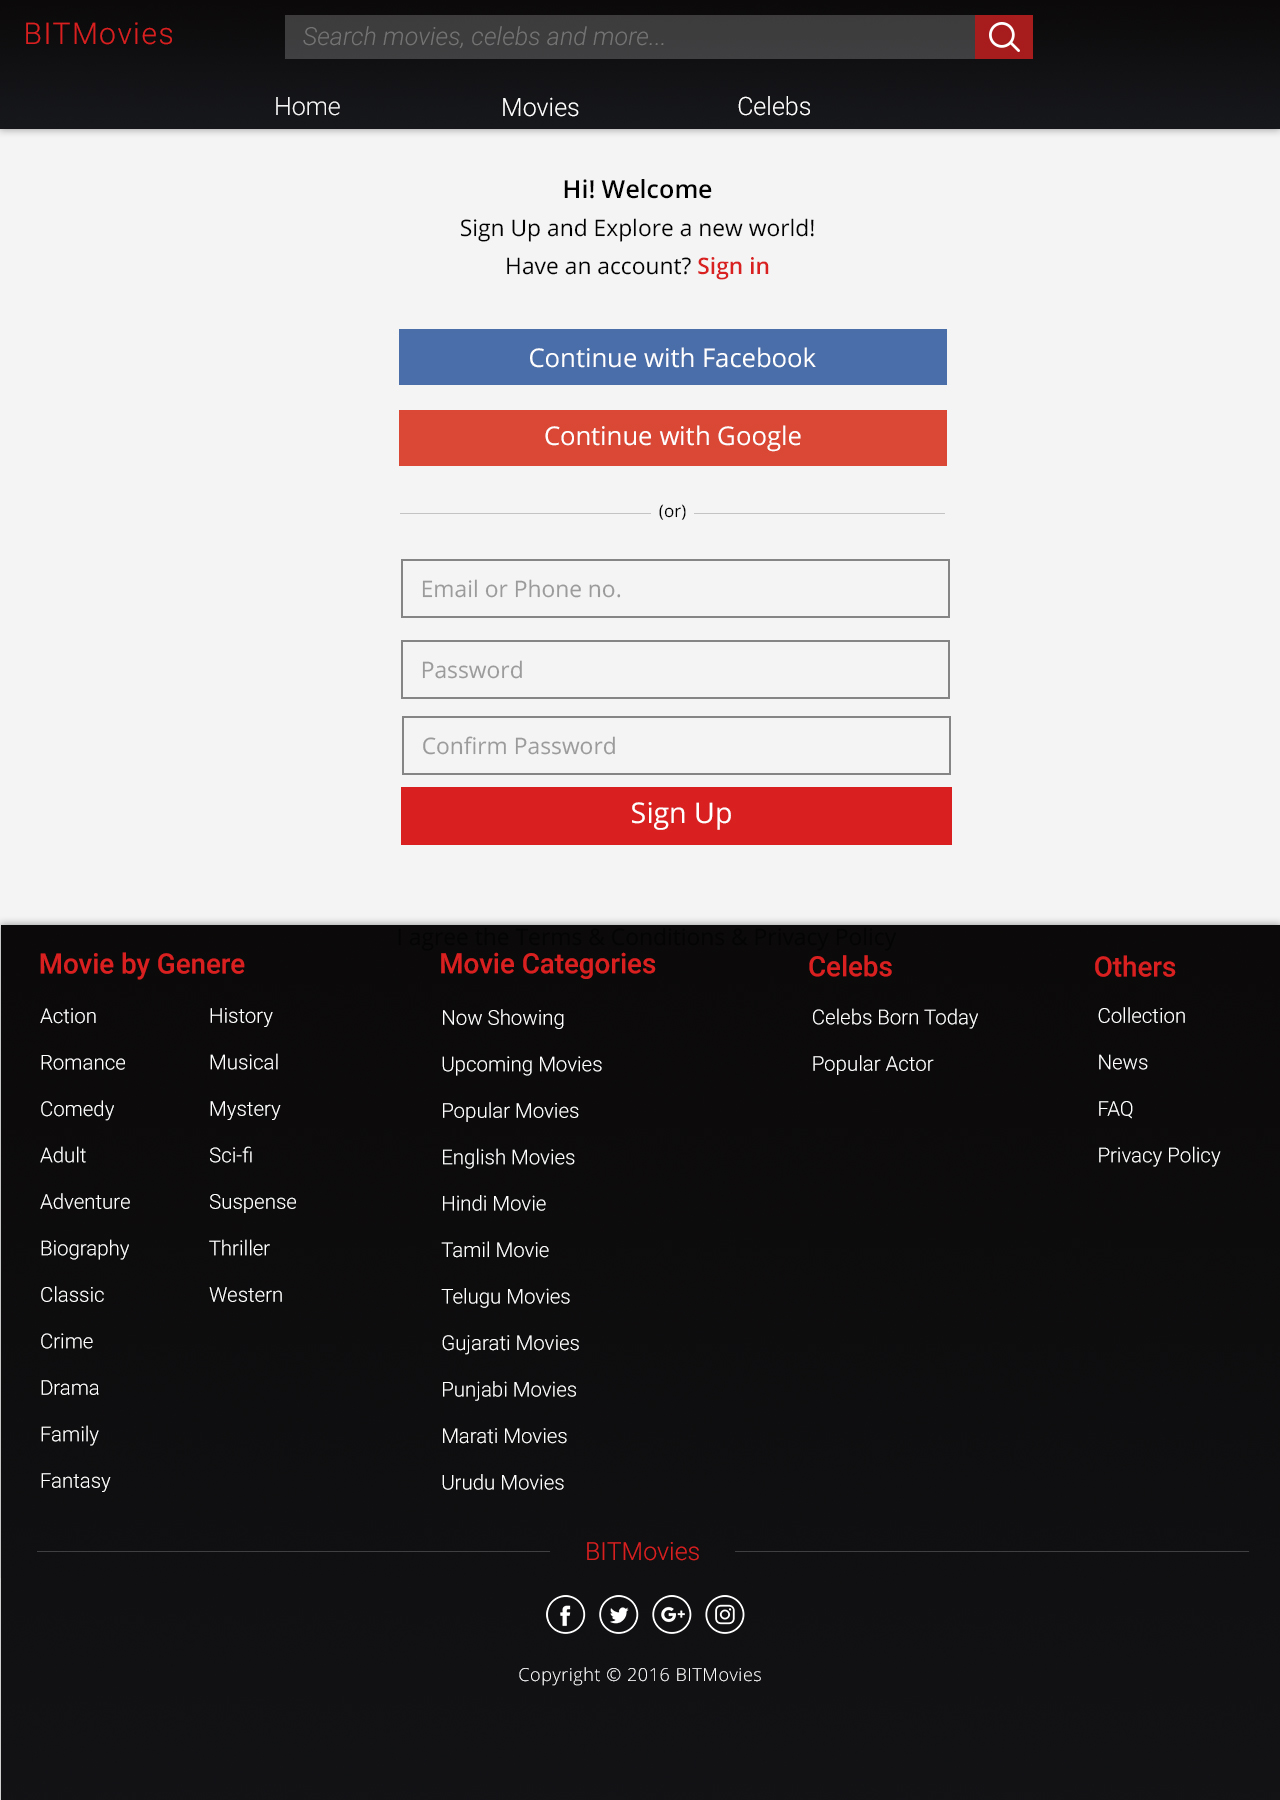 BITMovies
Search movies, celebs and more...
Home Movies Celebs
Hi! Welcome
Sign Up and Explore a new world!
Have an account? Sign in
Continue with Facebook
Continue with Google
(or)
Email or Phone no.
Password
Confirm Password
Sign Up
I agree the Terms & Conditions & Privacy Policy
Movie by Genere
Action
Romance
Comedy
Adult
Adventure
Biography
Classic
Crime
Drama
Family
Fantasy
History
Musical
Mystery
Sci-fi
Suspense
Thriller
Western
Movie Categories
Now Showing
Upcoming Movies
Popular Movies
English Movies
Hindi Movie
Tamil Movie
Telugu Movies
Gujarati Movies
Punjabi Movies
Marati Movies
Urudu Movies
Celebs
Celebs Born Today
Popular Actor
Others
Collection
News
FAQ
Privacy Policy
BITMovies
Copyright © 2016 BITMovies